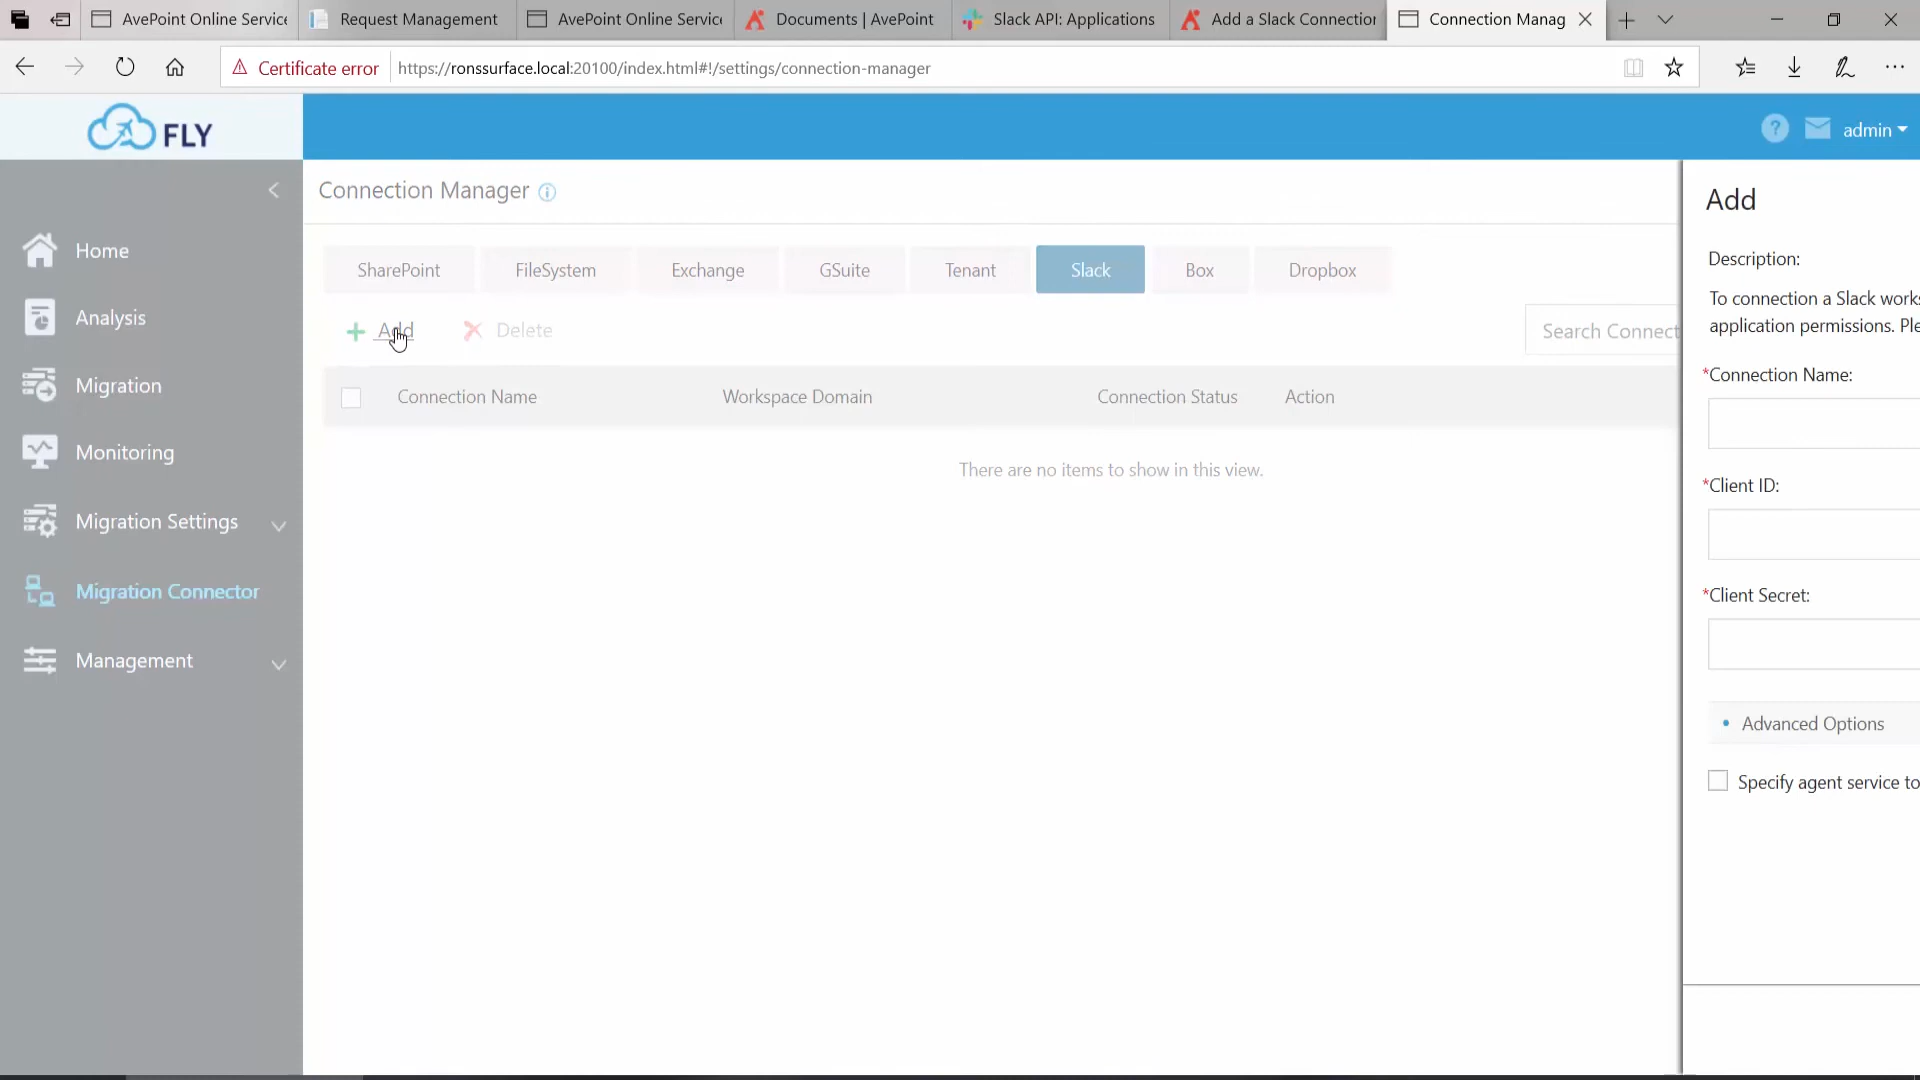 AvePoint Online Service
Request Management
AvePoint Online Servic
Documents | AvePoint
Slack API: Applications
Add a Slack Connection
Connection Manag
Certificate error
https://ronssurface.local:20100/index.html#!/settings/connection-manager
FLY
?
admin
Connection Manager
Home
Analysis
Migration
Monitoring
Migration Settings
Migration Connector
Management
SharePoint
FileSystem
Exchange
GSuite
Tenant
Slack
Box
Dropbox
Add
Delete
Search Connect
Connection Name
Workspace Domain
Connection Status
Action
There are no items to show in this view.
Add
Description:
To connection a Slack works
application permissions. Ple
*Connection Name:
*Client ID:
*Client Secret:
Advanced Options
Specify agent service to